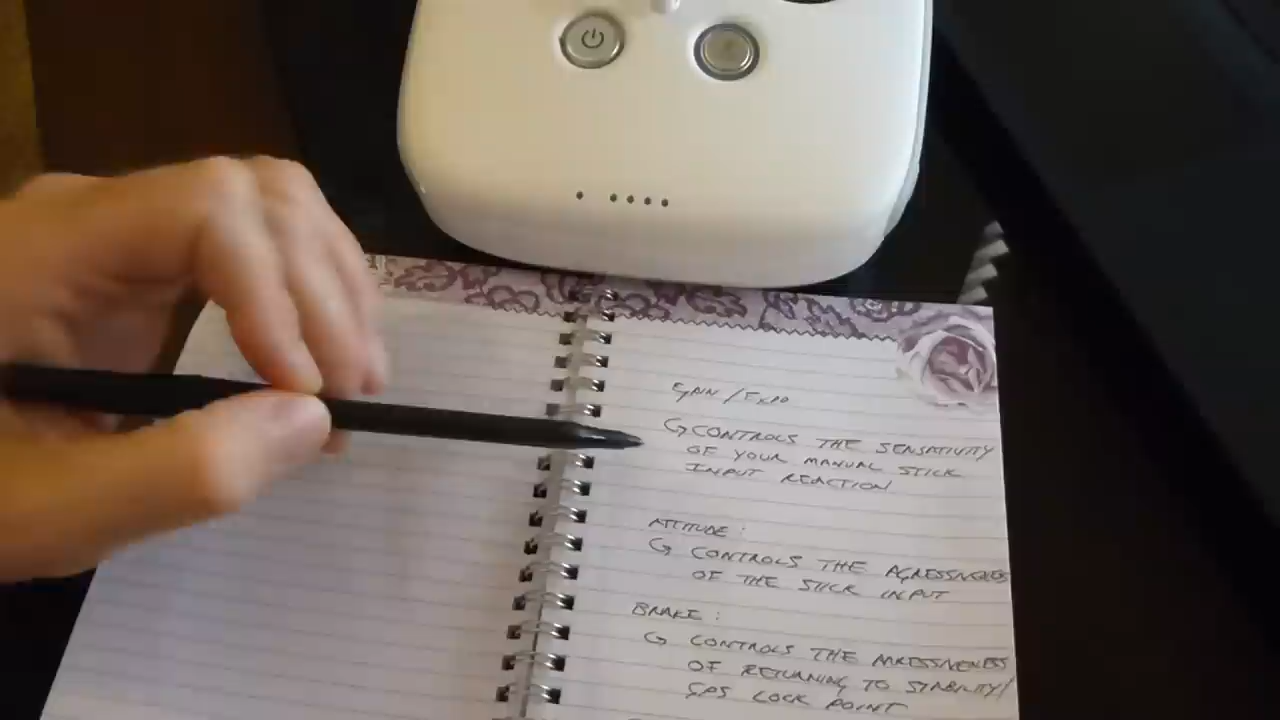 GAIN / EXPO
↳ CONTROLS THE SENSATIVITY
OF YOUR MANUAL STICK
INPUT REACTION
ATTITUDE :
↳ CONTROLS THE AGRESSIVENESS
OF THE STICK INPUT
BRAKE :
↳ CONTROLS THE AGRESSIVENESS
OF RETURNING TO STABILITY/
GPS LOCK POINT